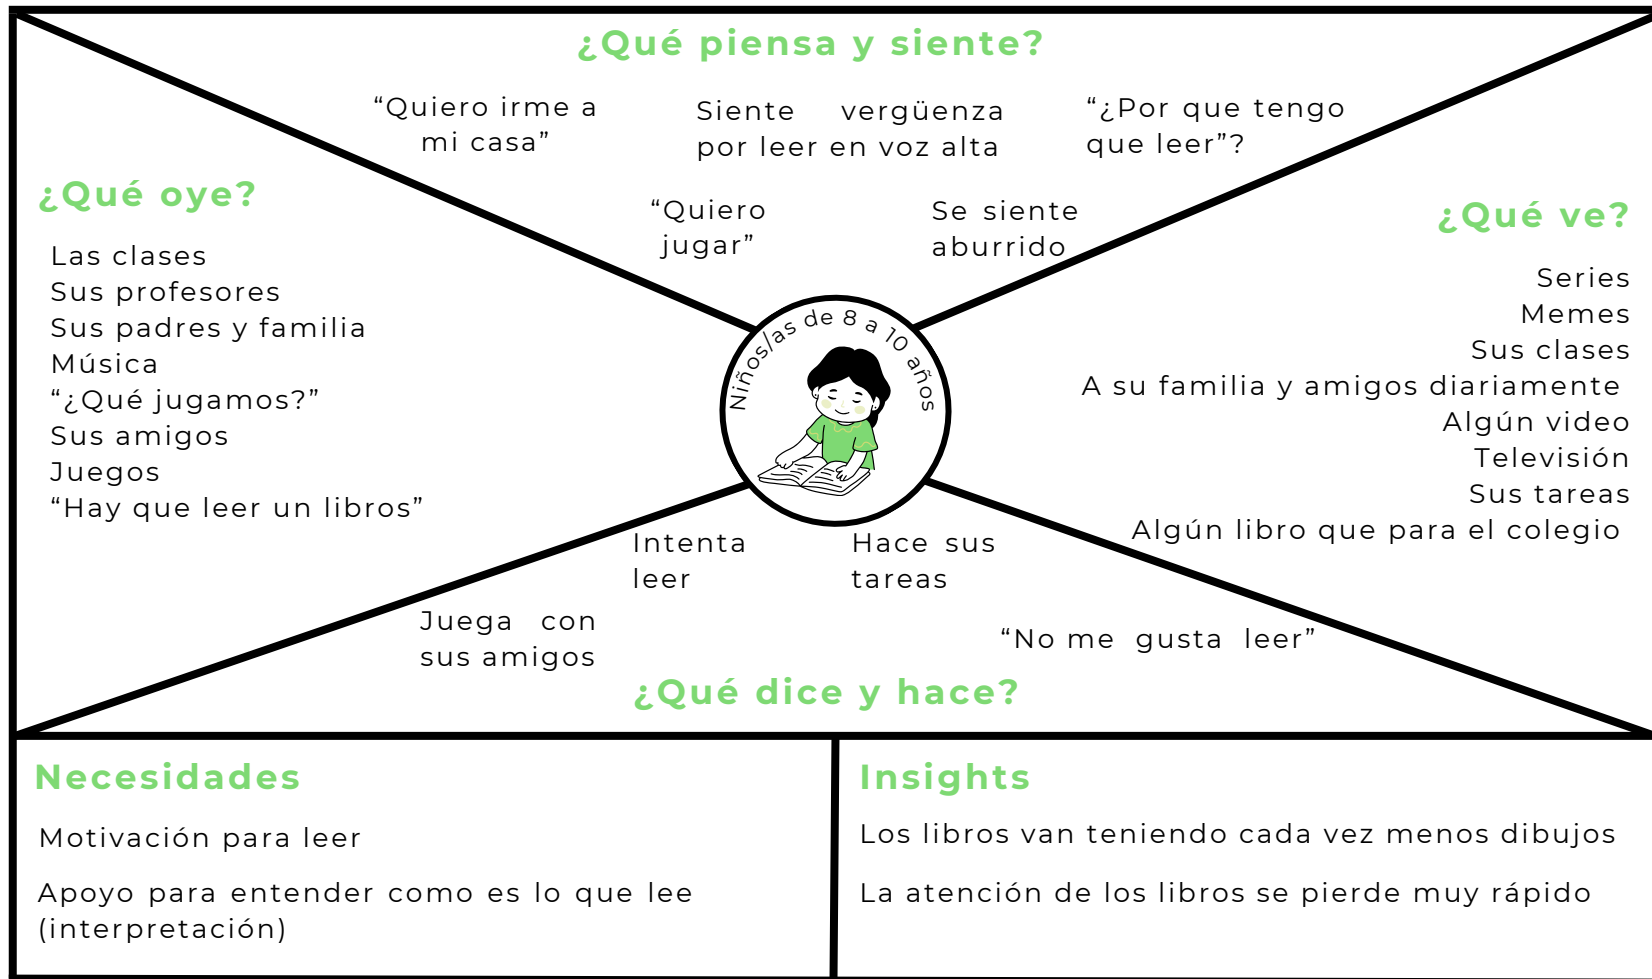 ¿Qué piensa y siente?
“Quiero irme a
mi casa”
Siente vergüenza
por leer en voz alta
“¿Por que tengo
que leer”?
“Quiero
jugar”
Se siente
aburrido
¿Qué oye?
Las clases
Sus profesores
Sus padres y familia
Música
“¿Qué jugamos?”
Sus amigos
Juegos
“Hay que leer un libros”
Niños/as de 8 a 10 años
¿Qué ve?
Series
Memes
Sus clases
A su familia y amigos diariamente
Algún video
Televisión
Sus tareas
Algún libro que para el colegio
Intenta
leer
Hace sus
tareas
Juega con
sus amigos
“No me gusta leer”
¿Qué dice y hace?
Necesidades
Motivación para leer
Apoyo para entender como es lo que lee
(interpretación)
Insights
Los libros van teniendo cada vez menos dibujos
La atención de los libros se pierde muy rápido